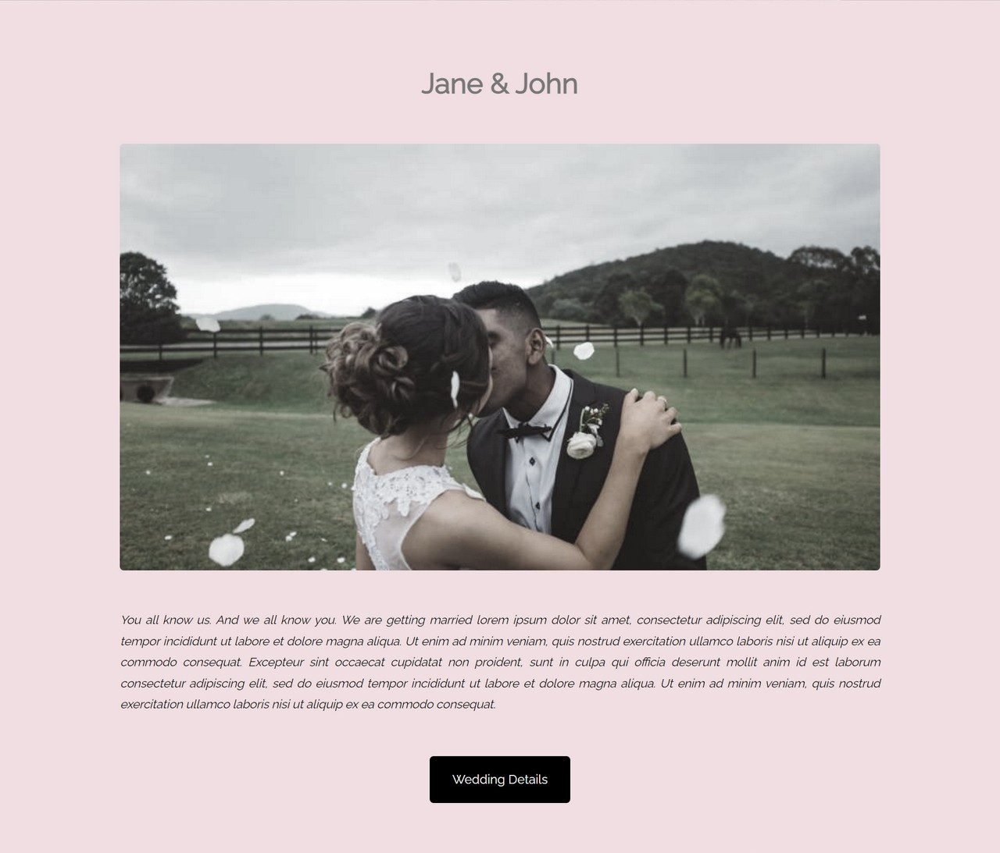 Jane & John
You all know us. And we all know you. We are getting married lorem ipsum dolor sit amet, consectetur adipiscing elit, sed do eiusmod
tempor incididunt ut labore et dolore magna aliqua. Ut enim ad minim veniam, quis nostrud exercitation ullamco laboris nisi ut aliquip ex ea
commodo consequat. Excepteur sint occaecat cupidatat non proident, sunt in culpa qui officia deserunt mollit anim id est laborum
consectetur adipiscing elit, sed do eiusmod tempor incididunt ut labore et dolore magna aliqua. Ut enim ad minim veniam, quis nostrud
exercitation ullamco laboris nisi ut aliquip ex ea commodo consequat.
Wedding Details